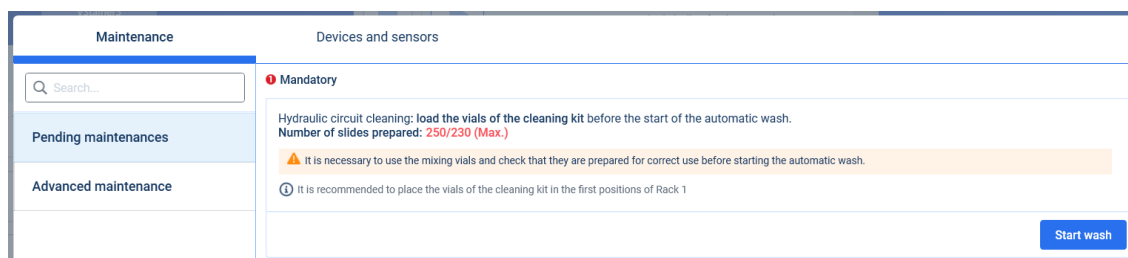 Maintenance
Devices and sensors
Search...
Pending maintenances
Advanced maintenance
Mandatory
Hydraulic circuit cleaning: load the vials of the cleaning kit before the start of the automatic wash.
Number of slides prepared: 250/230 (Max.)
It is necessary to use the mixing vials and check that they are prepared for correct use before starting the automatic wash.
It is recommended to place the vials of the cleaning kit in the first positions of Rack 1
Start wash